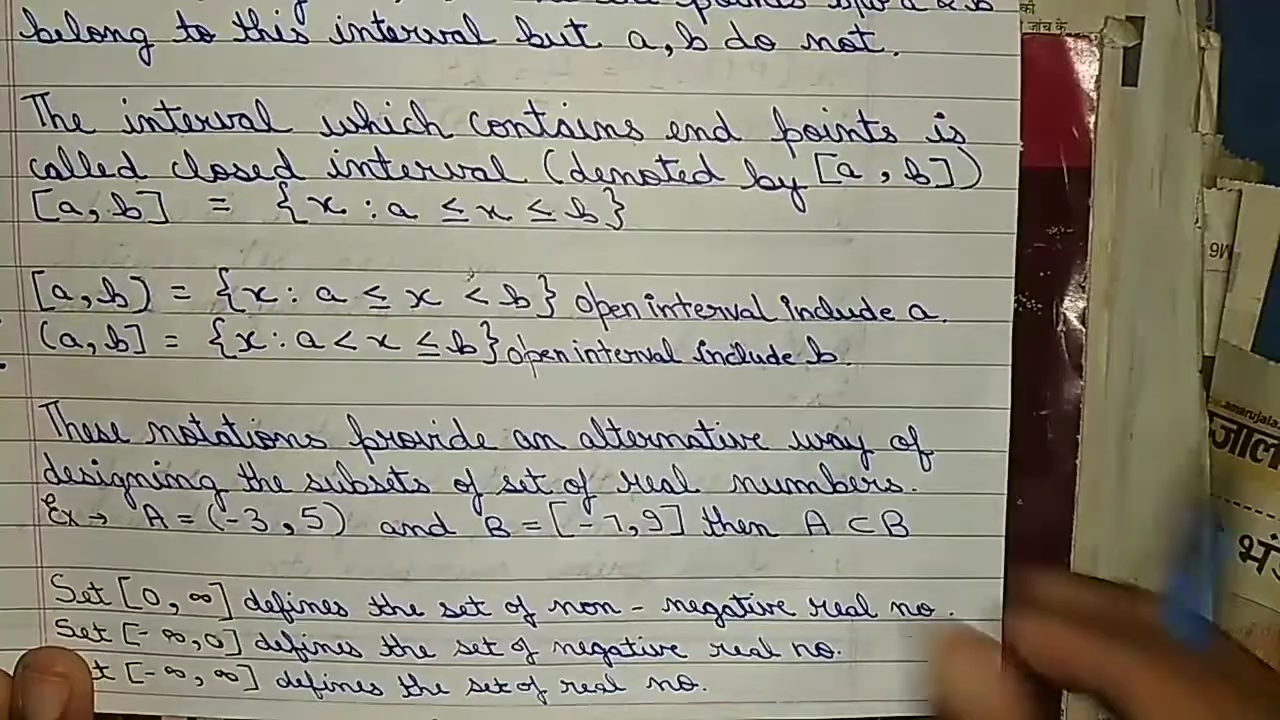 belong to this interval but a, b do not.
The interval which contains end points is
called closed interval (denoted by [a, b])
[a, b] = {x : a ≤ x ≤ b}
[a, b) = {x : a ≤ x < b} open interval include a.
(a, b] = {x : a < x ≤ b} open interval include b.
These notations provide an alternative way of
designing the subsets of set of real numbers.
Ex → A = (-3, 5) and B = [-7, 9] then A ⊂ B
Set [0, ∞] defines the set of non-negative real no.
Set [-∞, 0] defines the set of negative real no.
t [-∞, ∞] defines the set of real no.
की
जांच के
9M
www.amarujala
जाल
भं